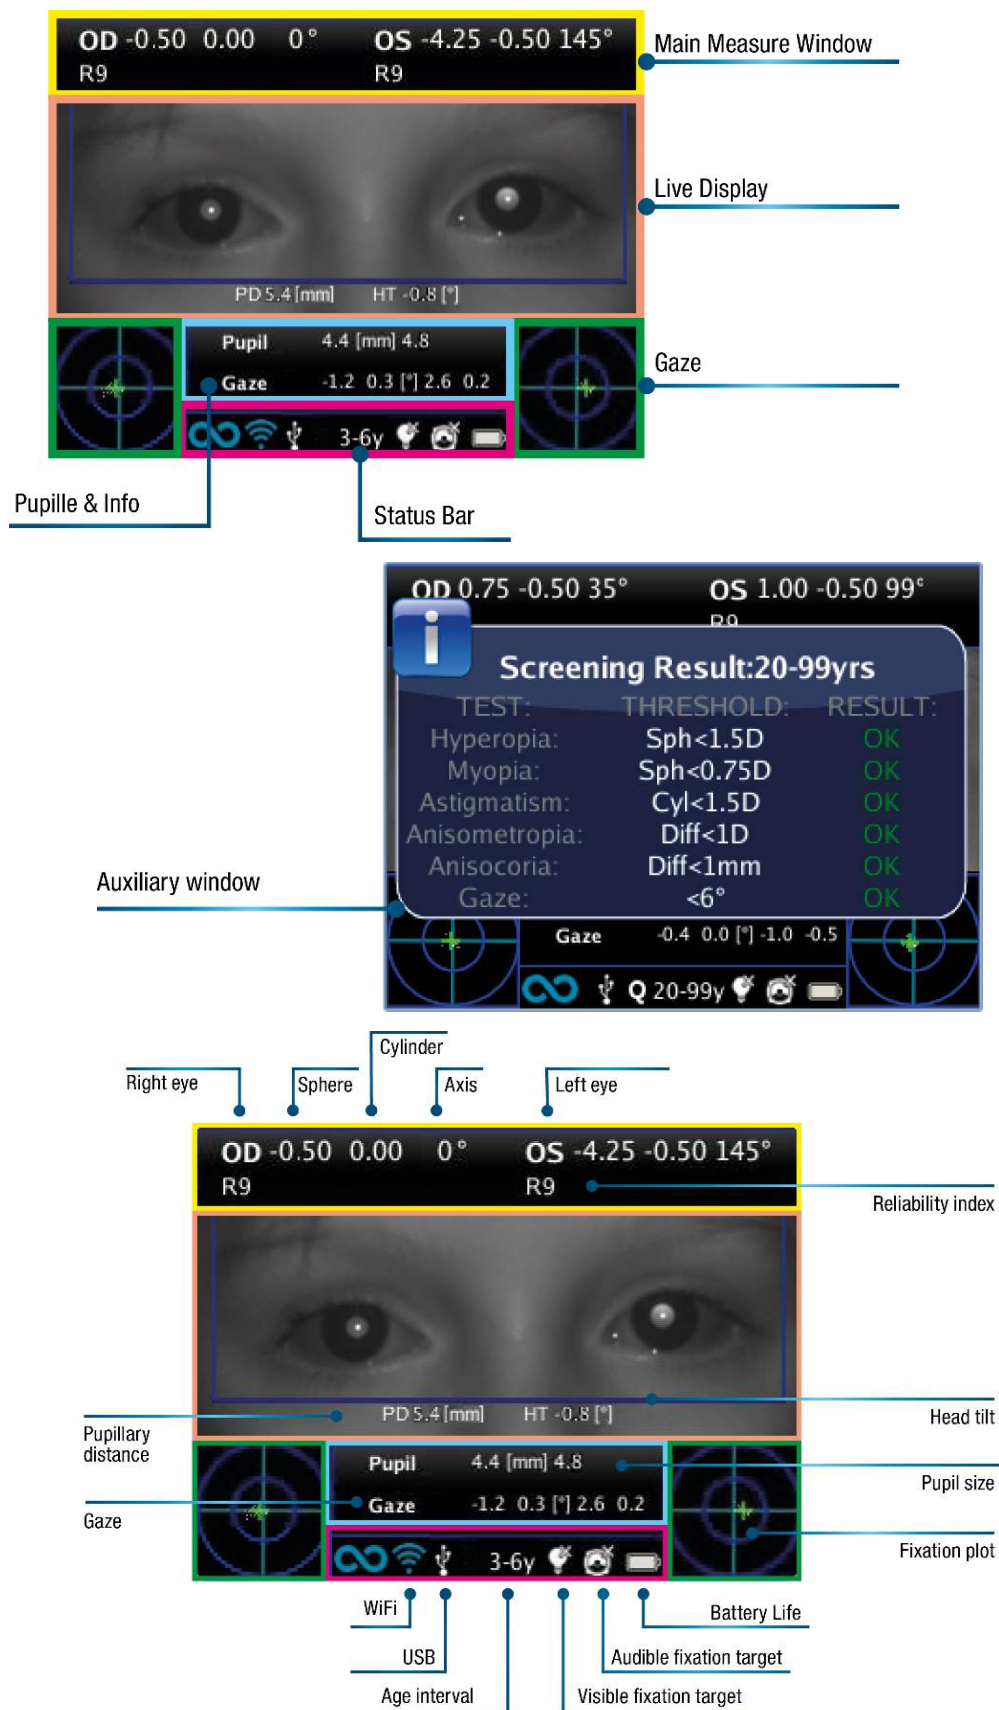 OD -0.50 0.00 0° OS -4.25 -0.50 145°
R9 R9
Main Measure Window
Live Display
PD 5.4 [mm] HT -0.8 [°]
Pupil 4.4 [mm] 4.8
Gaze -1.2 0.3 [°] 2.6 0.2
Gaze
3-6y
Pupille & Info
Status Bar
OD 0.75 -0.50 35° OS 1.00 -0.50 99°
R9
i
Screening Result:20-99yrs
TEST: THRESHOLD: RESULT:
Hyperopia: Sph<1.5D OK
Myopia: Sph<0.75D OK
Astigmatism: Cyl<1.5D OK
Anisometropia: Diff<1D OK
Anisocoria: Diff<1mm OK
Gaze: <6° OK
Auxiliary window
Gaze -0.4 0.0 [°] -1.0 -0.5
Q 20-99y
Cylinder
Right eye Sphere Axis Left eye
OD -0.50 0.00 0° OS -4.25 -0.50 145°
R9 R9
Reliability index
PD 5.4 [mm] HT -0.8 [°]
Head tilt
Pupillary
distance
Pupil 4.4 [mm] 4.8
Pupil size
Gaze -1.2 0.3 [°] 2.6 0.2
Gaze
Fixation plot
3-6y
WiFi
Battery Life
USB
Audible fixation target
Age interval
Visible fixation target